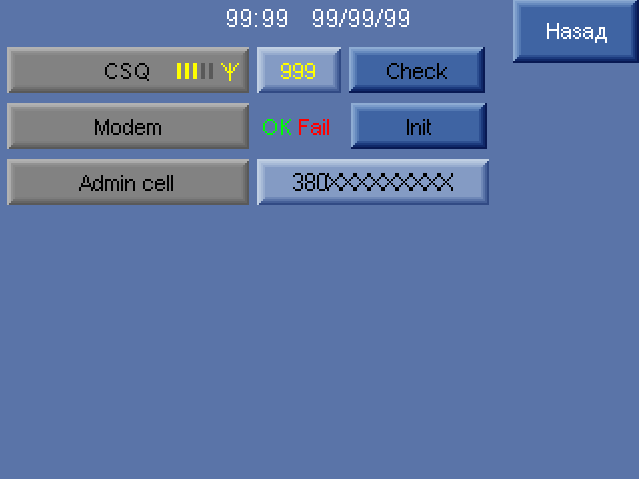 99:99 99/99/99
Назад
CSQ 999 Check
Modem OK Fail Init
Admin cell 380XXXXXXXXX